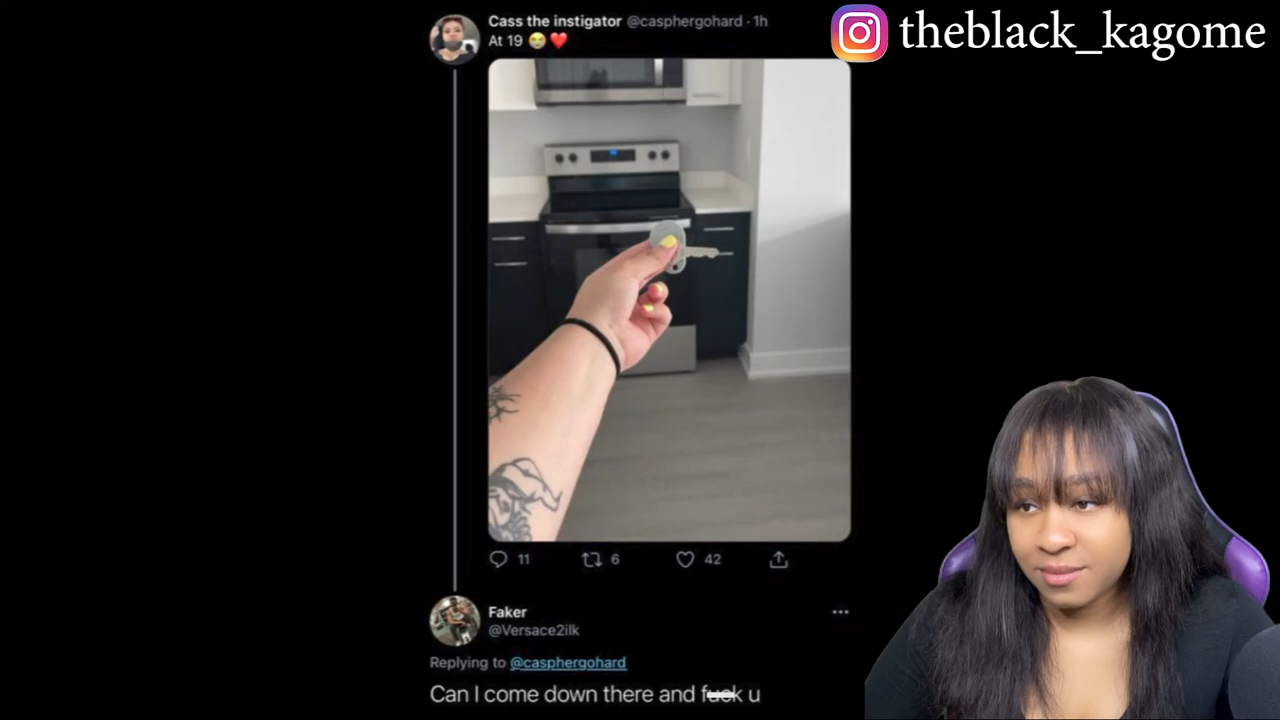 Cass the instigator @casphergohard · 1h
At 19 😭 ❤️
theblack_kagome
11 6 42
Faker
@Versace2ilk
Replying to @casphergohard
Can I come down there and fuck u